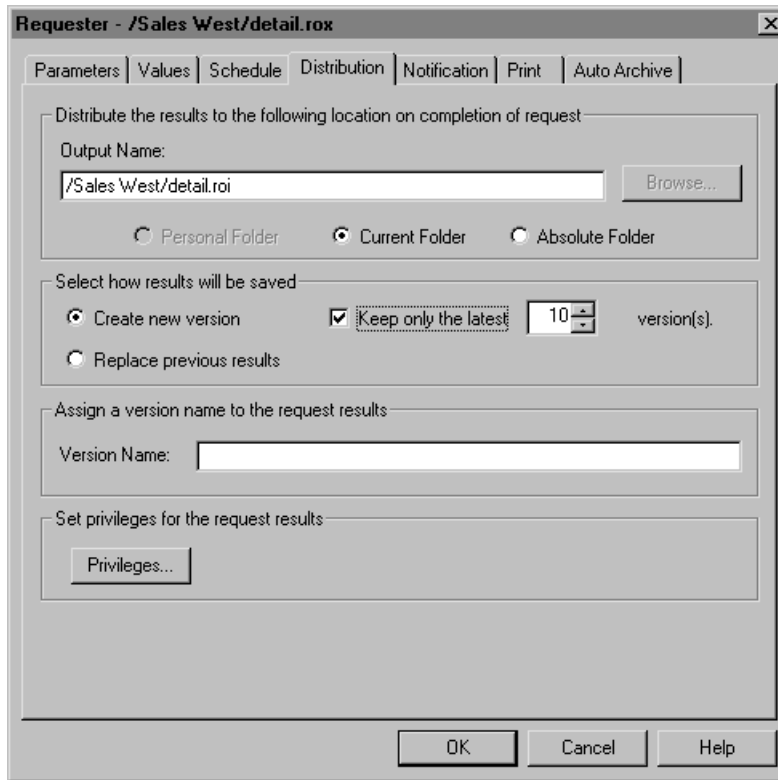 Requester - /Sales West/detail.rox
Parameters Values Schedule Distribution Notification Print Auto Archive
Distribute the results to the following location on completion of request
Output Name:
/Sales West/detail.roi Browse...
Personal Folder Current Folder Absolute Folder
Select how results will be saved
Create new version Keep only the latest 10 version(s).
Replace previous results
Assign a version name to the request results
Version Name:
Set privileges for the request results
Privileges...
OK Cancel Help